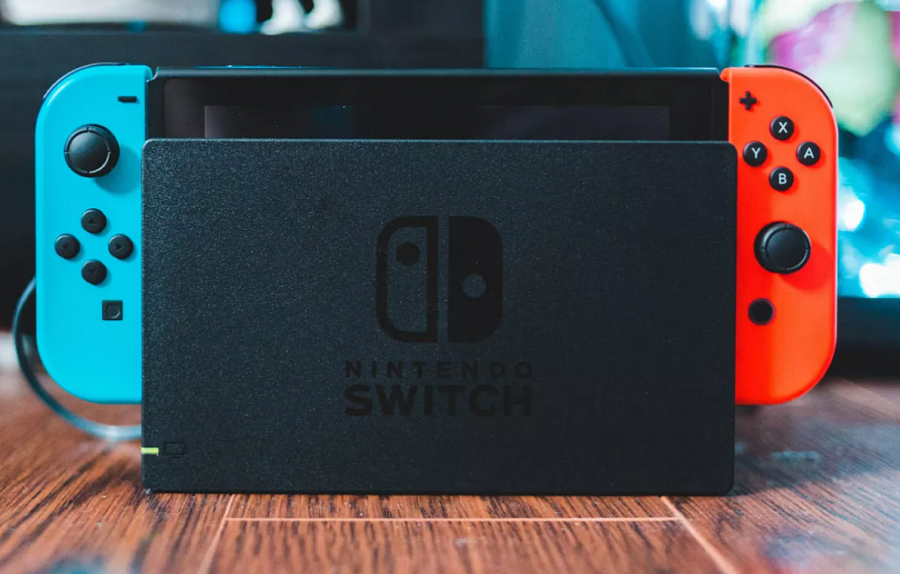 X
Y A
B
NINTENDO
SWITCH